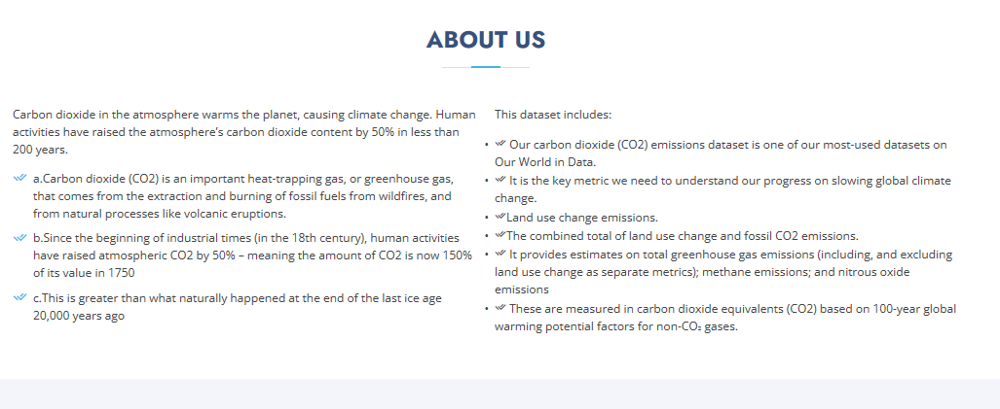 ABOUT US
Carbon dioxide in the atmosphere warms the planet, causing climate change. Human
activities have raised the atmosphere's carbon dioxide content by 50% in less than
200 years.
a.Carbon dioxide (CO2) is an important heat-trapping gas, or greenhouse gas,
that comes from the extraction and burning of fossil fuels from wildfires, and
from natural processes like volcanic eruptions.
b.Since the beginning of industrial times (in the 18th century), human activities
have raised atmospheric CO2 by 50% – meaning the amount of CO2 is now 150%
of its value in 1750
c.This is greater than what naturally happened at the end of the last ice age
20,000 years ago
This dataset includes:
• Our carbon dioxide (CO2) emissions dataset is one of our most-used datasets on
Our World in Data.
• It is the key metric we need to understand our progress on slowing global climate
change.
• Land use change emissions.
• The combined total of land use change and fossil CO2 emissions.
• It provides estimates on total greenhouse gas emissions (including, and excluding
land use change as separate metrics); methane emissions; and nitrous oxide
emissions
• These are measured in carbon dioxide equivalents (CO2) based on 100-year global
warming potential factors for non-CO₂ gases.